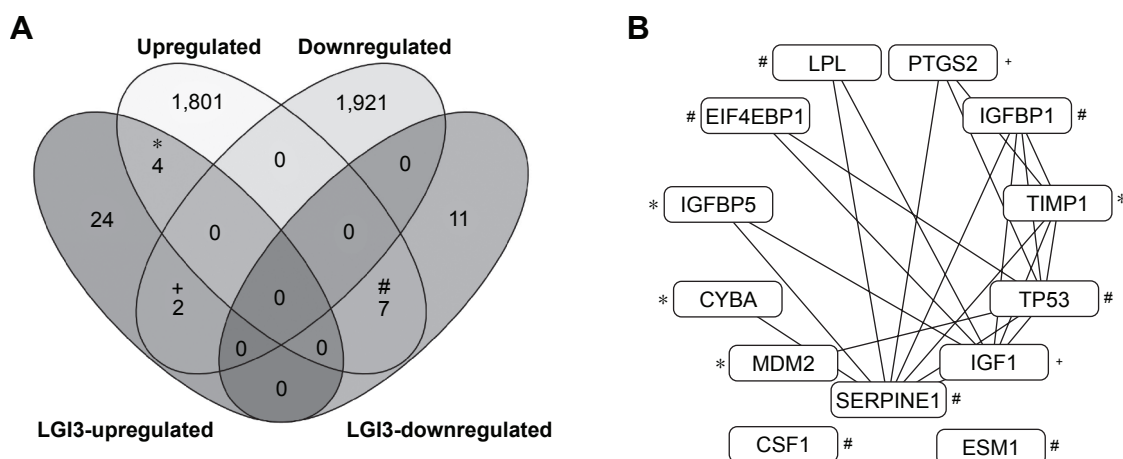 A
Upregulated Downregulated
1,801 1,921
*
4
0
0
24
0
0
11
+
2
#
7
0
0
0
0
LGI3-upregulated LGI3-downregulated
B
# LPL PTGS2 +
# EIF4EBP1 IGFBP1 #
* IGFBP5 TIMP1 *
* CYBA TP53 #
* MDM2 IGF1 +
SERPINE1 #
CSF1 # ESM1 #